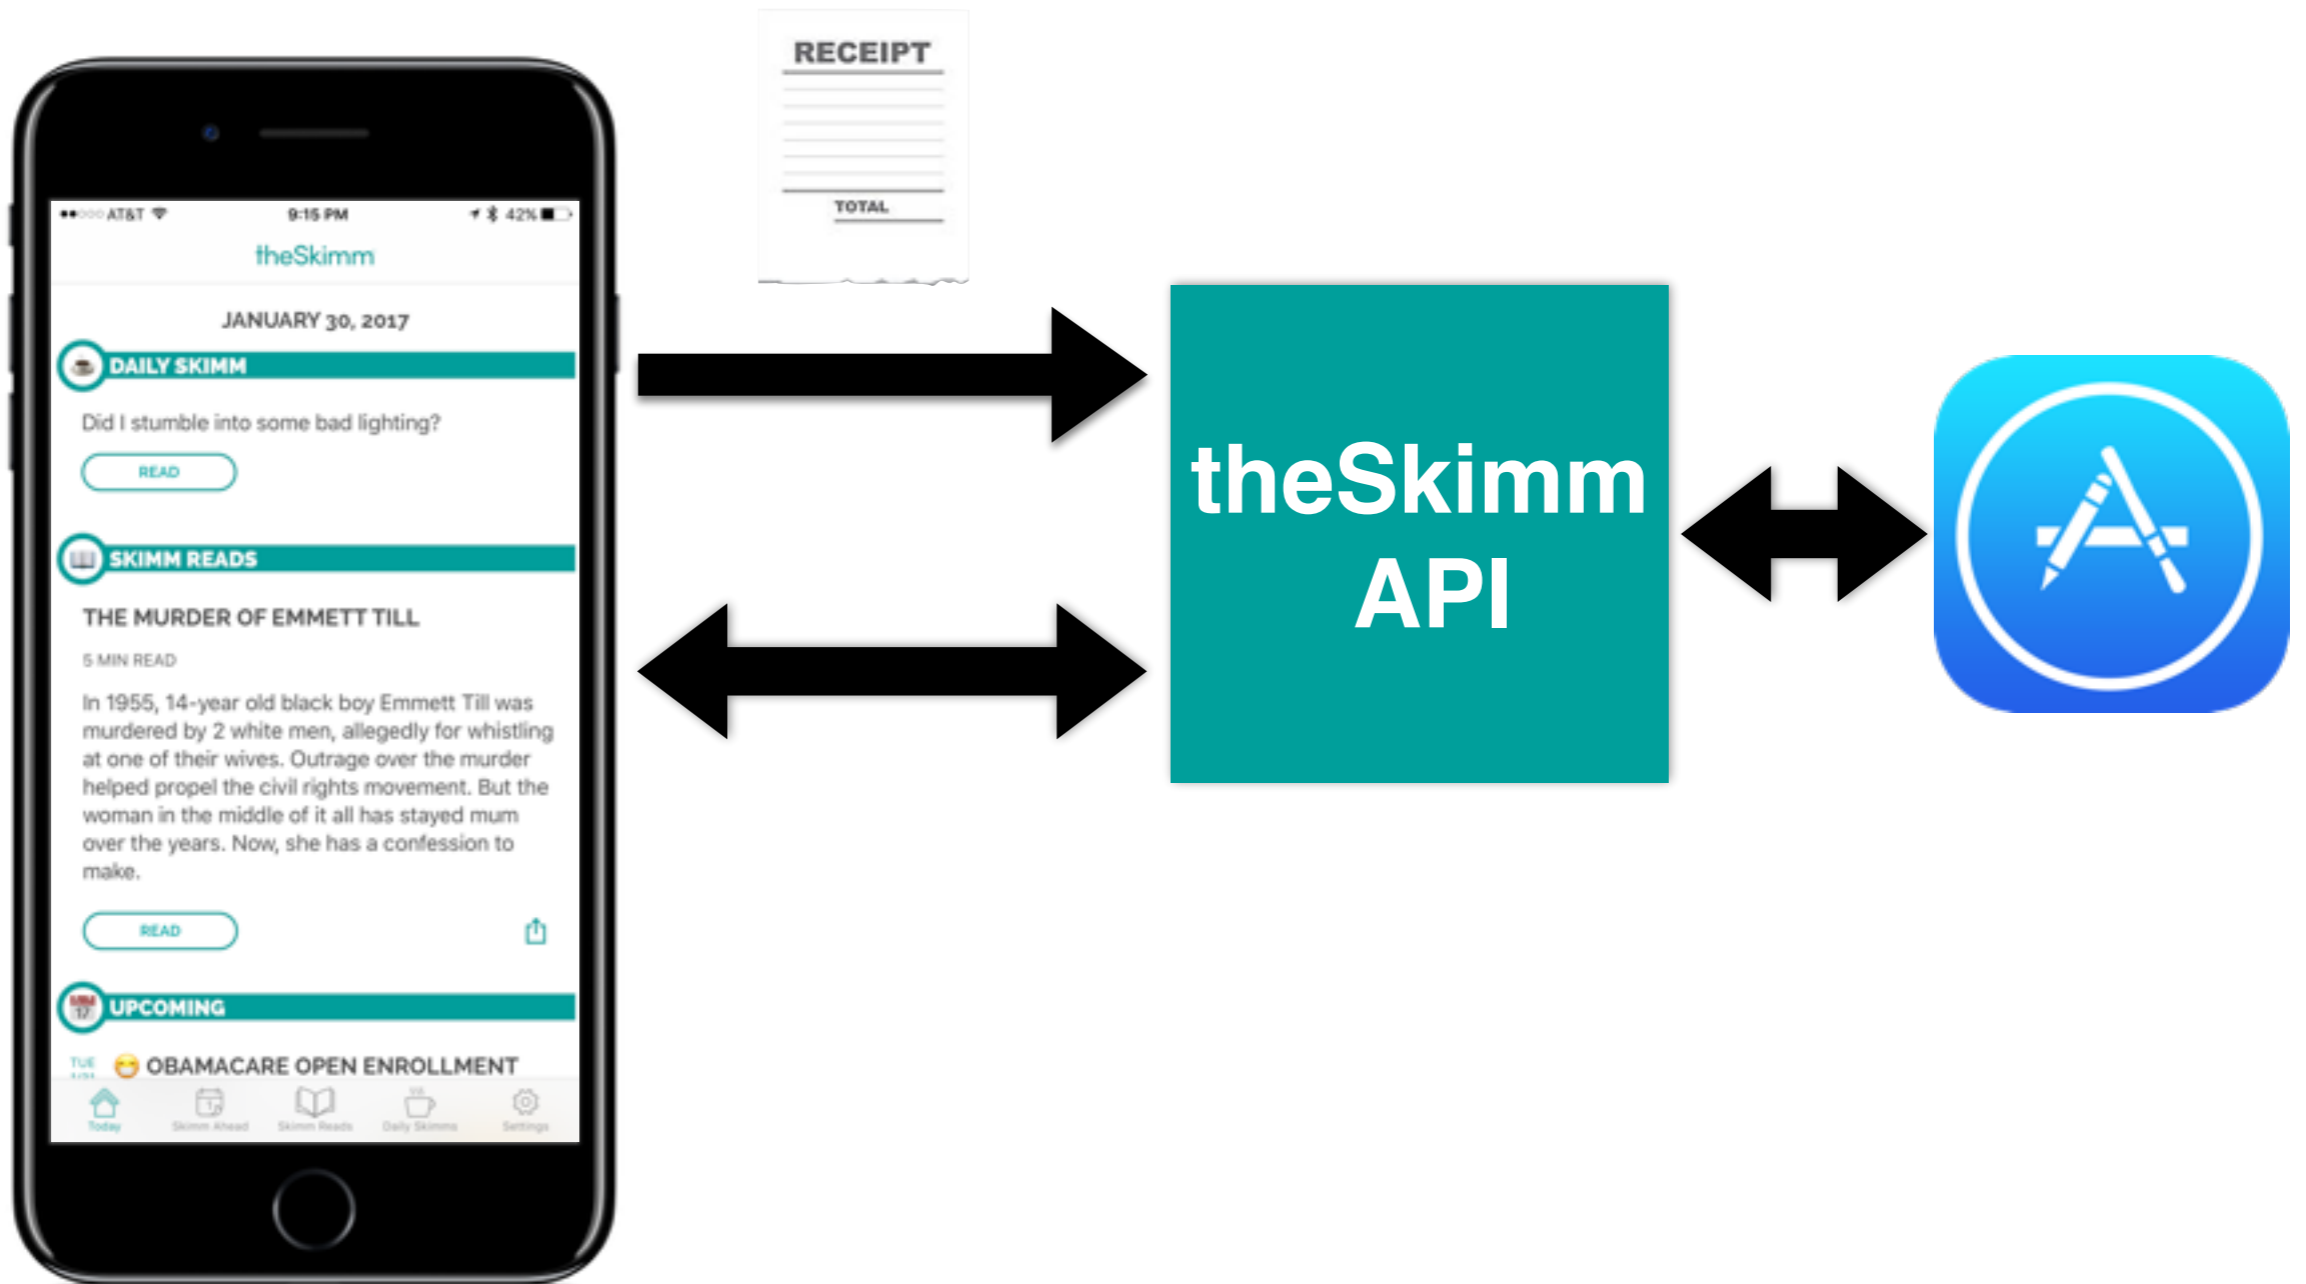 ●●○○○ AT&T 9:15 PM 42%
theSkimm
JANUARY 30, 2017
DAILY SKIMM
Did I stumble into some bad lighting?
READ
SKIMM READS
THE MURDER OF EMMETT TILL
5 MIN READ
In 1955, 14-year old black boy Emmett Till was
murdered by 2 white men, allegedly for whistling
at one of their wives. Outrage over the murder
helped propel the civil rights movement. But the
woman in the middle of it all has stayed mum
over the years. Now, she has a confession to
make.
READ
17
UPCOMING
TUE
OBAMACARE OPEN ENROLLMENT
Today Skimm Ahead Skimm Reads Daily Skimms Settings
RECEIPT
TOTAL
theSkimm
API